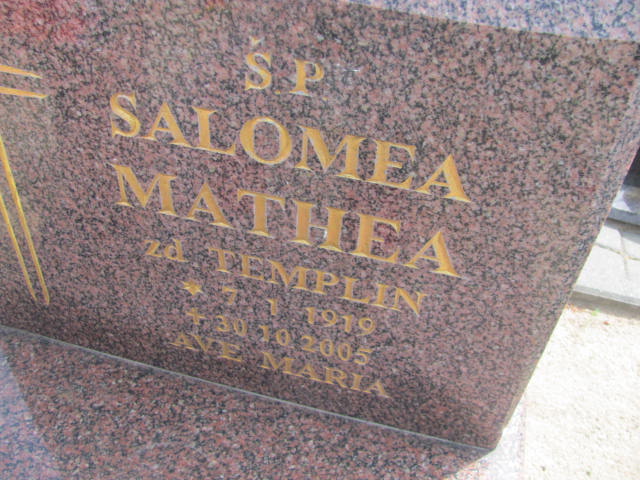 Ś P
SALOMEA
MATHEA
zd TEMPLIN
* 7 1 1919
+ 30 10 2005
AVE MARIA